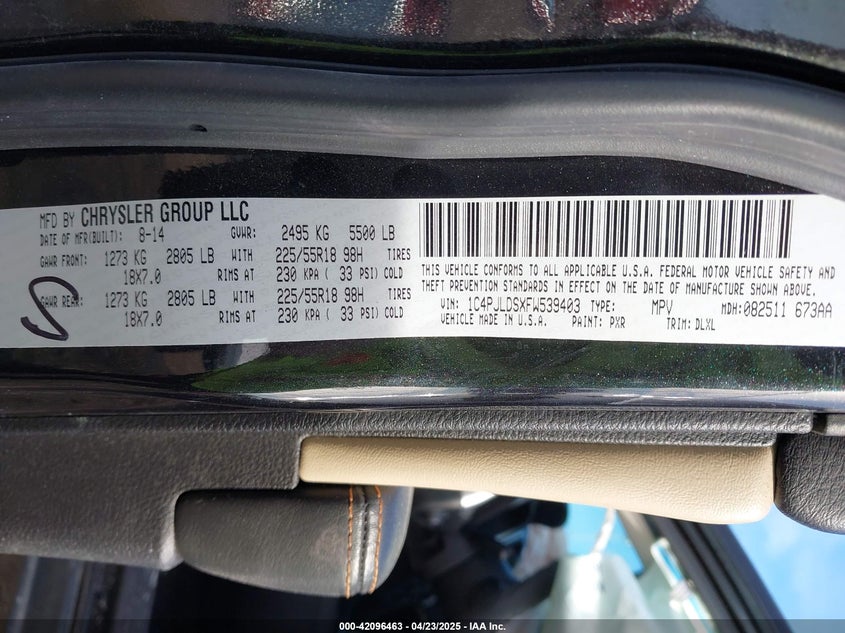 MFD BY CHRYSLER GROUP LLC
DATE OF MFR(BUILT): 8-14 GVWR: 2495 KG 5500 LB
GAWR FRONT: 1273 KG 2805 LB WITH 225/55R18 98H TIRES
18X7.0 RIMS AT 230 KPA ( 33 PSI) COLD
GAWR REAR: 1273 KG 2805 LB WITH 225/55R18 98H TIRES
18X7.0 RIMS AT 230 KPA ( 33 PSI) COLD
THIS VEHICLE CONFORMS TO ALL APPLICABLE U.S.A. FEDERAL MOTOR VEHICLE SAFETY AND
THEFT PREVENTION STANDARDS IN EFFECT ON THE DATE OF MANUFACTURE SHOWN ABOVE.
VIN: 1C4PJLDSXFW539403 TYPE: MPV MDH:082511 673AA
VEHICLE MADE IN U.S.A. PAINT: PXR TRIM: DLXL
000-42096463 - 04/23/2025 - IAA Inc.